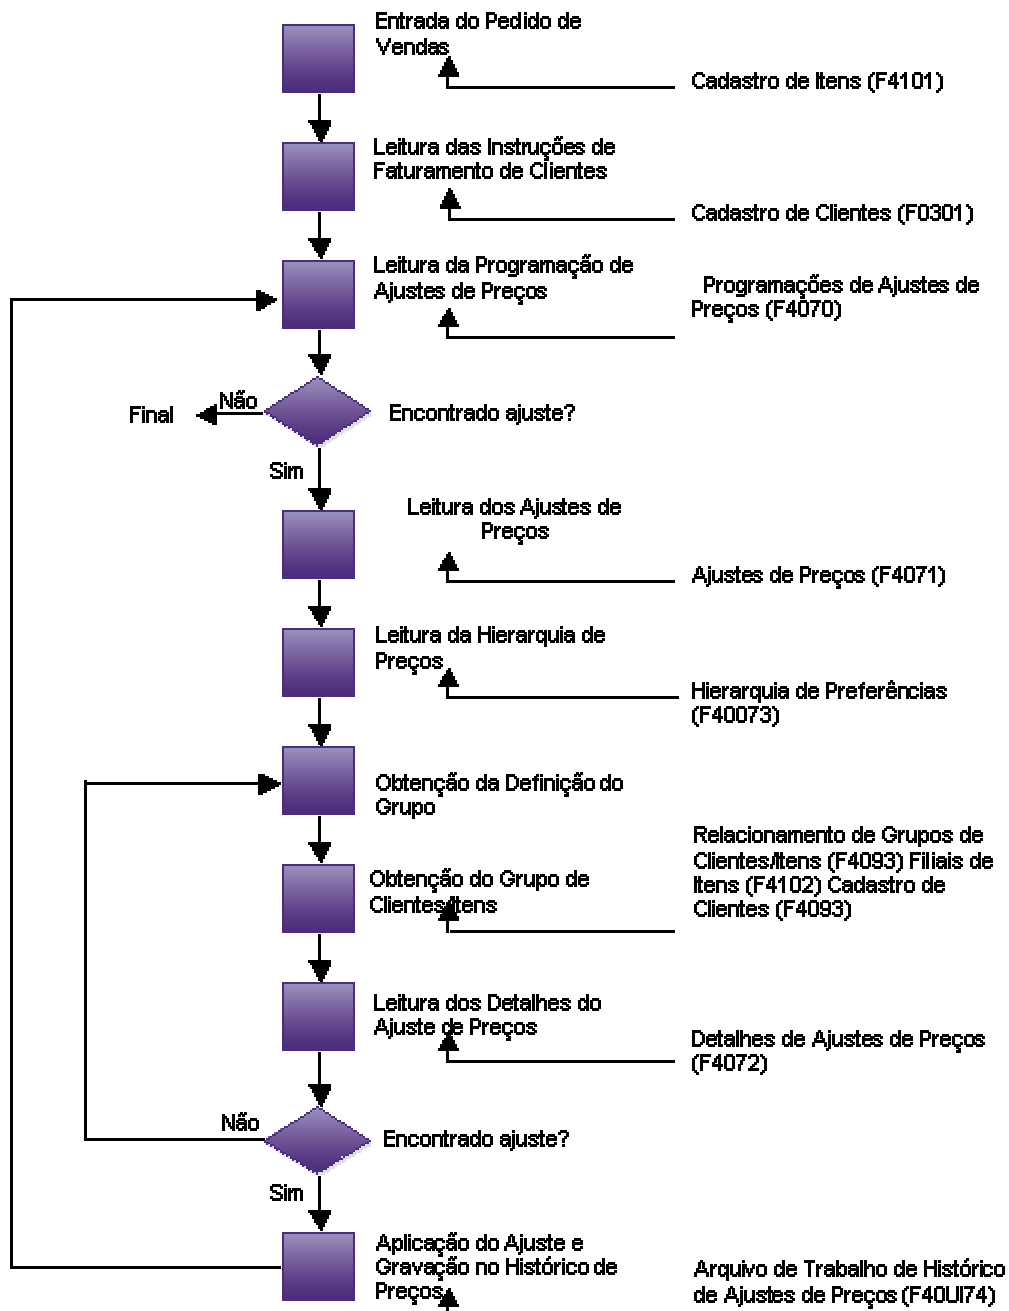 Entrada do Pedido de
Vendas
Cadastro de Itens (F4101)
Leitura das Instruções de
Faturamento de Clientes
Cadastro de Clientes (F0301)
Leitura da Programação de
Ajustes de Preços
Programações de Ajustes de
Preços (F4070)
Não
Final
Encontrado ajuste?
Sim
Leitura dos Ajustes de
Preços
Ajustes de Preços (F4071)
Leitura da Hierarquia de
Preços
Hierarquia de Preferências
(F40073)
Obtenção da Definição do
Grupo
Relacionamento de Grupos de
Clientes/Itens (F4093) Filiais de
Itens (F4102) Cadastro de
Clientes (F4093)
Obtenção do Grupo de
Clientes/Itens
Leitura dos Detalhes do
Ajuste de Preços
Detalhes de Ajustes de Preços
(F4072)
Não
Encontrado ajuste?
Sim
Aplicação do Ajuste e
Gravação no Histórico de
Preços
Arquivo de Trabalho de Histórico
de Ajustes de Preços (F40UI74)